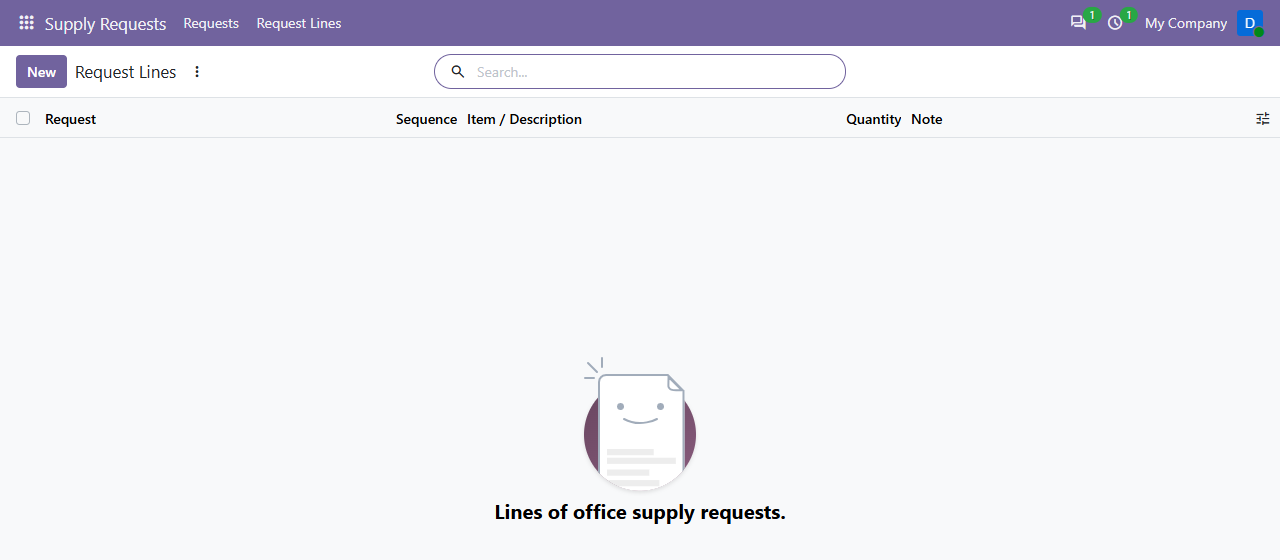 Supply Requests Requests Request Lines 1 1 My Company D
New Request Lines Search...
Request Sequence Item / Description Quantity Note
Lines of office supply requests.